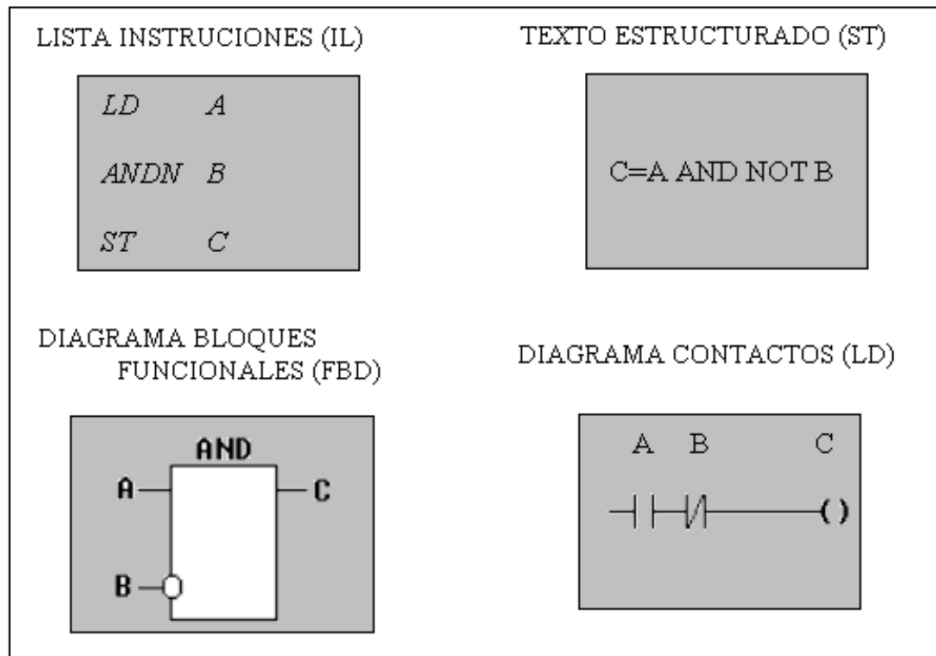 LISTA INSTRUCIONES (IL)
LD A
ANDN B
ST C
TEXTO ESTRUCTURADO (ST)
C=A AND NOT B
DIAGRAMA BLOQUES
FUNCIONALES (FBD)
AND
A C
B
DIAGRAMA CONTACTOS (LD)
A B C